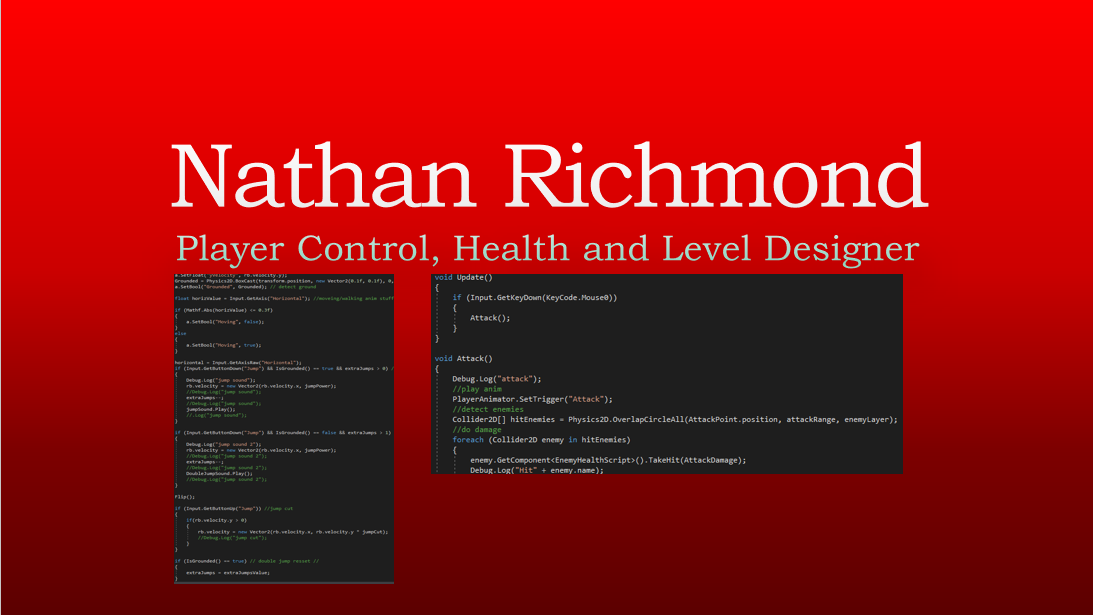 Nathan Richmond
Player Control, Health and Level Designer
a.SetFloat("yVelocity", rb.velocity.y);
Grounded = Physics2D.BoxCast(transform.position, new Vector2(0.1f, 0.1f), 0,
a.SetBool("Grounded", Grounded); // detect ground
float horizValue = Input.GetAxis("Horizontal"); //moveing/walking anim stuff
if (Mathf.Abs(horizValue) <= 0.3f)
{
a.SetBool("Moving", false);
}
else
{
a.SetBool("Moving", true);
}
horizontal = Input.GetAxisRaw("Horizontal");
if (Input.GetButtonDown("Jump") && IsGrounded() == true && extraJumps > 0) /
{
Debug.Log("jump sound");
rb.velocity = new Vector2(rb.velocity.x, jumpPower);
//Debug.Log("jump sound");
extraJumps--;
//Debug.Log("jump sound");
jumpSound.Play();
//.Log("jump sound");
}
if (Input.GetButtonDown("Jump") && IsGrounded() == false && extraJumps > 1)
{
Debug.Log("jump sound 2");
rb.velocity = new Vector2(rb.velocity.x, jumpPower);
//Debug.Log("jump sound 2");
extraJumps--;
//Debug.Log("jump sound 2");
DoubleJumpSound.Play();
//Debug.Log("jump sound 2");
}
Flip();
if (Input.GetButtonUp("Jump")) //jump cut
{
if(rb.velocity.y > 0)
{
rb.velocity = new Vector2(rb.velocity.x, rb.velocity.y * jumpCut);
//Debug.Log("jump cut");
}
}
if (IsGrounded() == true) // double jump resset //
{
extraJumps = extraJumpsValue;
}
void Update()
{
if (Input.GetKeyDown(KeyCode.Mouse0))
{
Attack();
}
}
void Attack()
{
Debug.Log("attack");
//play anim
PlayerAnimator.SetTrigger("Attack");
//detect enemies
Collider2D[] hitEnemies = Physics2D.OverlapCircleAll(AttackPoint.position, attackRange, enemyLayer);
//do damage
foreach (Collider2D enemy in hitEnemies)
{
enemy.GetComponent<EnemyHealthScript>().TakeHit(AttackDamage);
Debug.Log("Hit" + enemy.name);